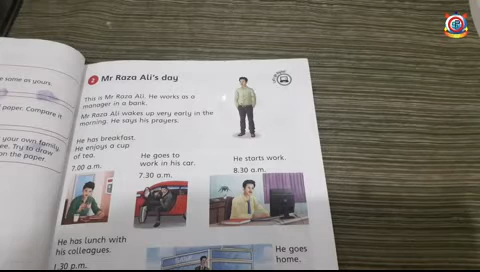 e some as yours.
paper. Compare it
your own family
ee. Try to draw
on the paper.
2 Mr Raza Ali's day
This is Mr Raza Ali. He works as a
manager in a bank.
Mr Raza Ali wakes up very early in the
morning. He says his prayers.
He has breakfast.
He enjoys a cup
of tea.
7.00 a.m.
He goes to
work in his car.
7.30 a.m.
He starts work.
8.30 a.m.
He has lunch with
his colleagues.
1.30 p.m.
He goes
home.